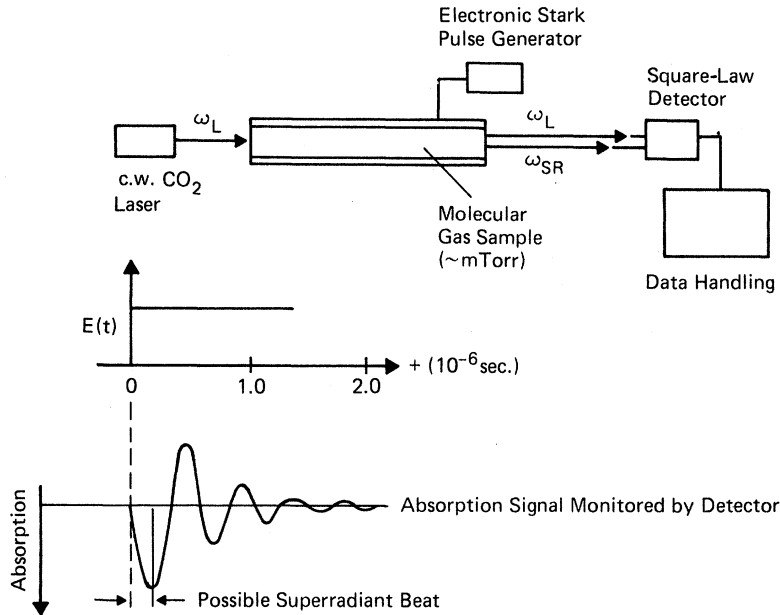 Electronic Stark
Pulse Generator
Square-Law
Detector
ω_L
ω_L
ω_SR
c.w. CO₂
Laser
Molecular
Gas Sample
(~mTorr)
Data Handling
E(t)
+ (10⁻⁶ sec.)
0
1.0
2.0
Absorption
Absorption Signal Monitored by Detector
Possible Superradiant Beat